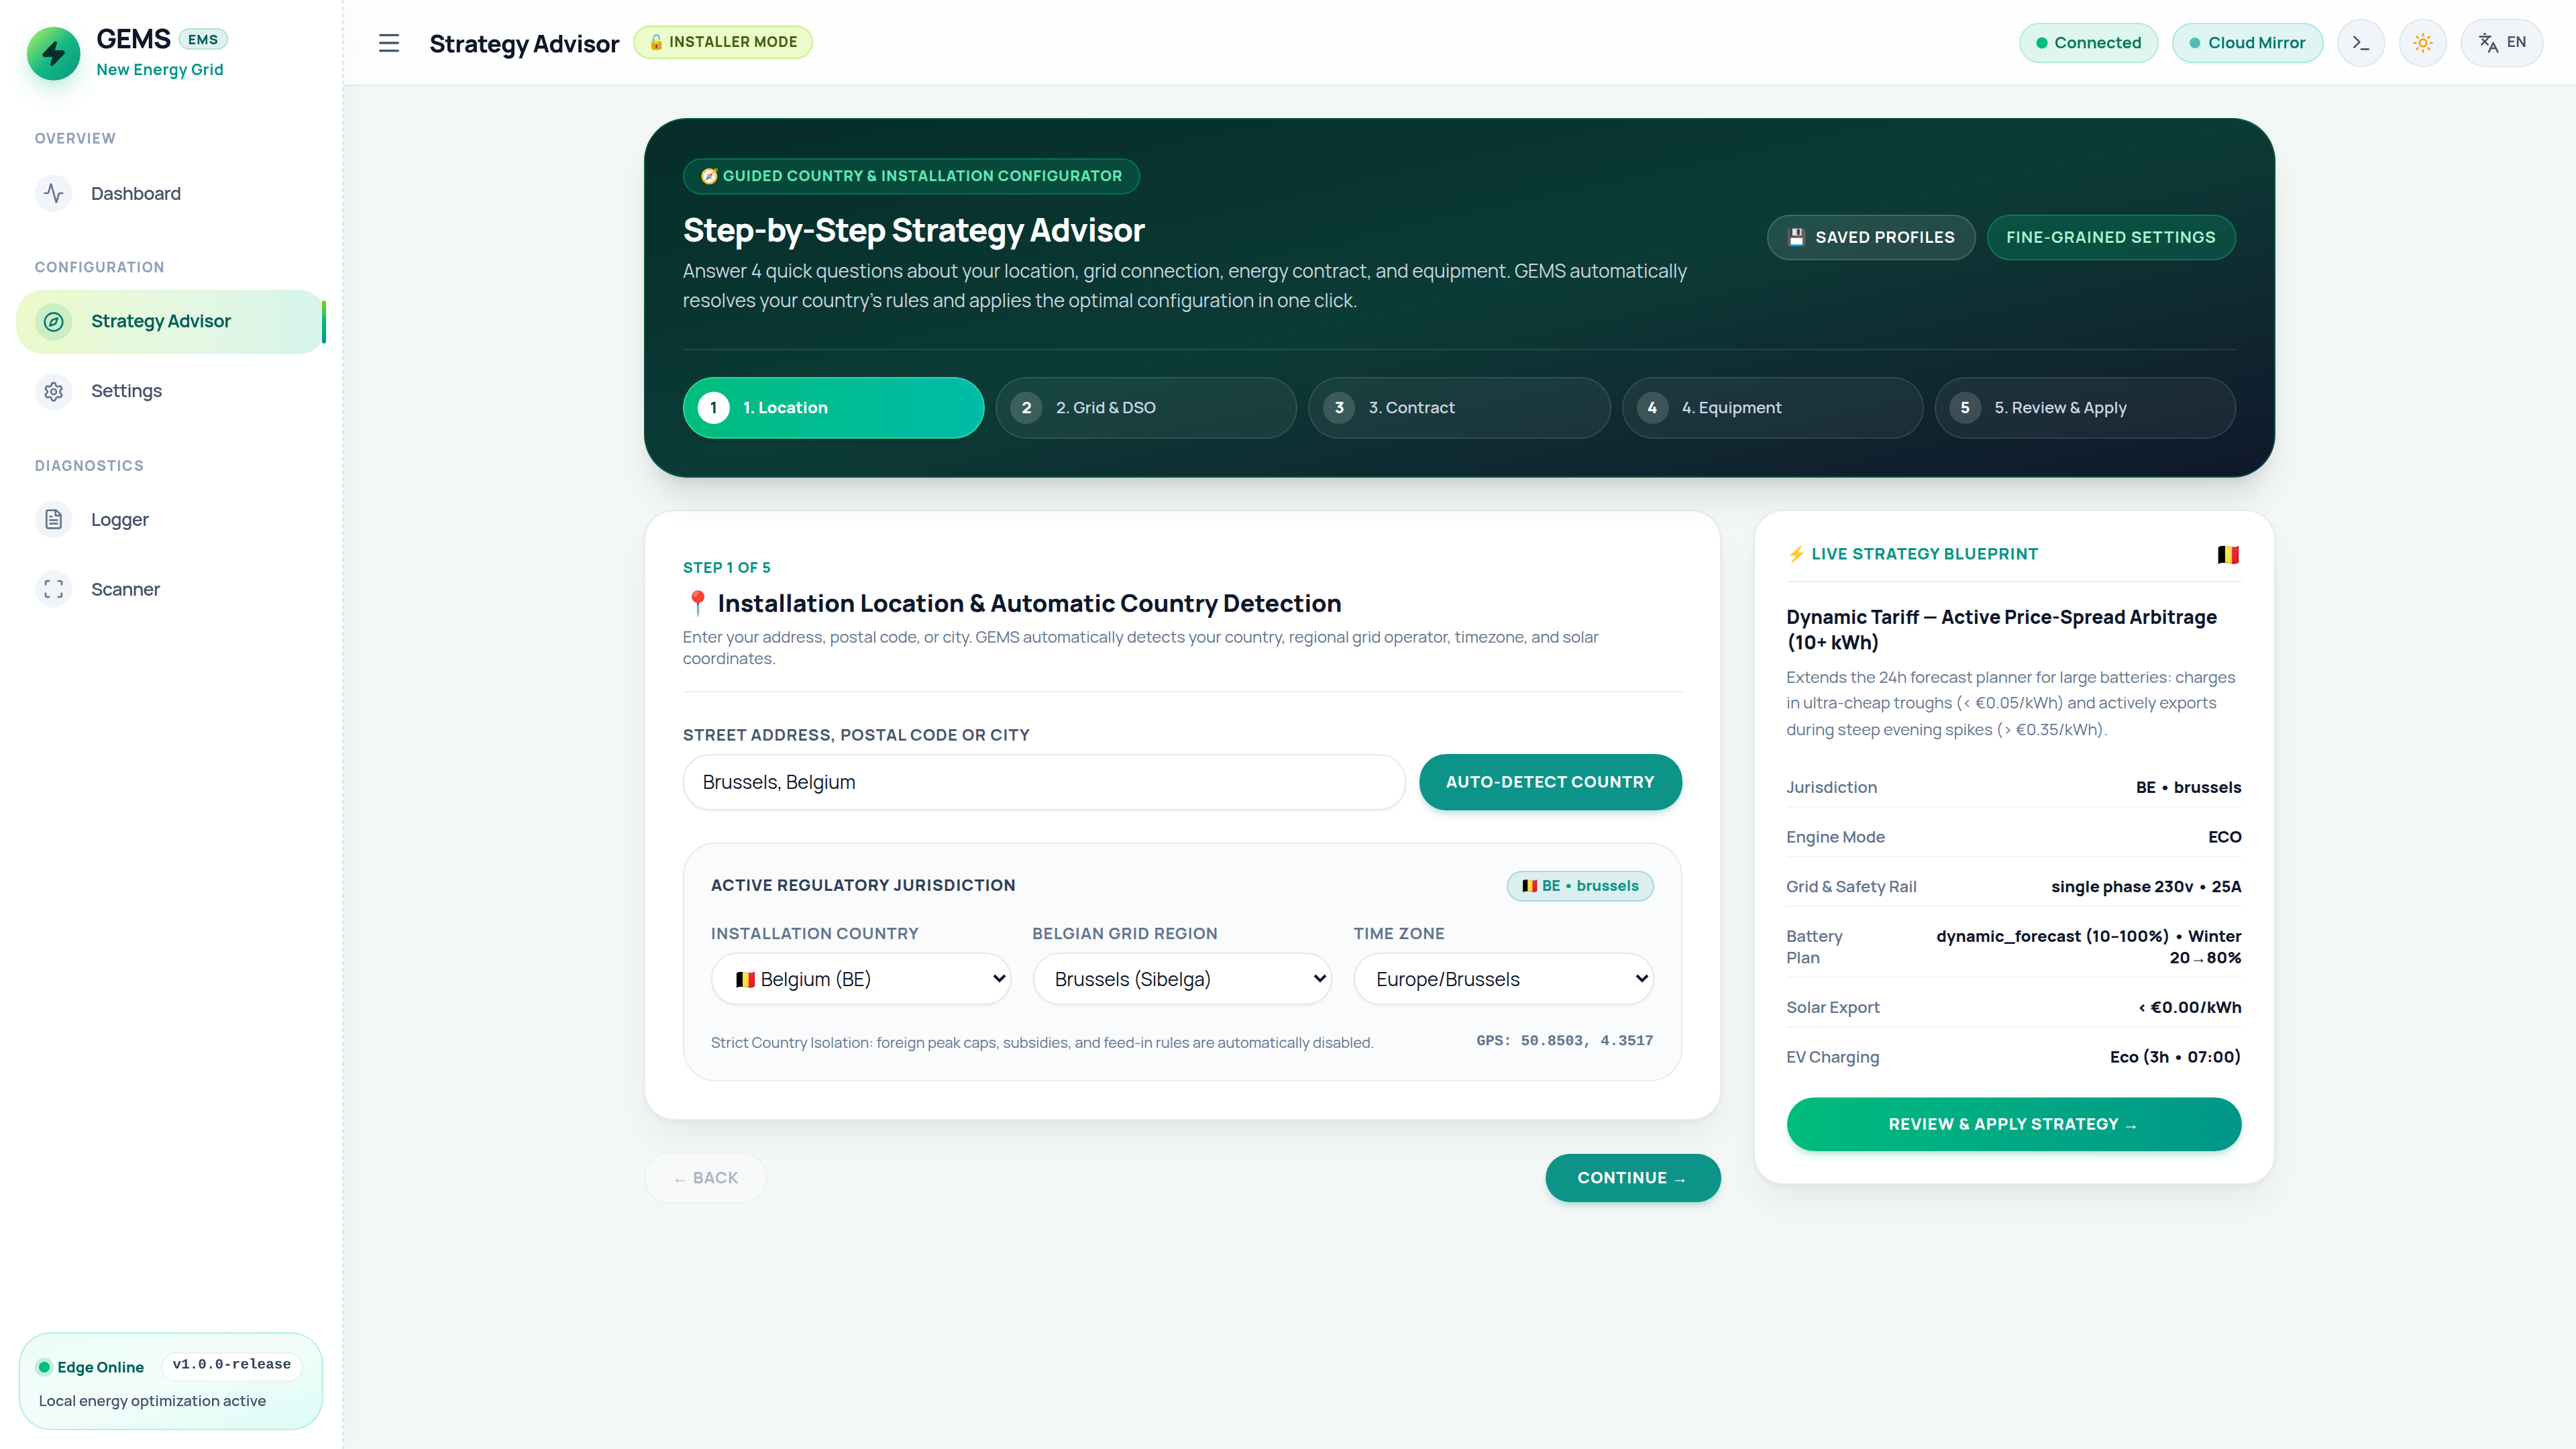 GEMS EMS
New Energy Grid
OVERVIEW
Dashboard
CONFIGURATION
Strategy Advisor
Settings
DIAGNOSTICS
Logger
Scanner
Edge Online v1.0.0-release
Local energy optimization active
Strategy Advisor 🔓 INSTALLER MODE
Connected
Cloud Mirror
EN
🧭 GUIDED COUNTRY & INSTALLATION CONFIGURATOR
Step-by-Step Strategy Advisor
Answer 4 quick questions about your location, grid connection, energy contract, and equipment. GEMS automatically
resolves your country's rules and applies the optimal configuration in one click.
💾 SAVED PROFILES
FINE-GRAINED SETTINGS
1 1. Location
2 2. Grid & DSO
3 3. Contract
4 4. Equipment
5 5. Review & Apply
STEP 1 OF 5
📍 Installation Location & Automatic Country Detection
Enter your address, postal code, or city. GEMS automatically detects your country, regional grid operator, timezone, and solar
coordinates.
STREET ADDRESS, POSTAL CODE OR CITY
Brussels, Belgium
AUTO-DETECT COUNTRY
ACTIVE REGULATORY JURISDICTION
🇧🇪 BE • brussels
INSTALLATION COUNTRY
🇧🇪 Belgium (BE)
BELGIAN GRID REGION
Brussels (Sibelga)
TIME ZONE
Europe/Brussels
Strict Country Isolation: foreign peak caps, subsidies, and feed-in rules are automatically disabled.
GPS: 50.8503, 4.3517
← BACK
CONTINUE →
⚡ LIVE STRATEGY BLUEPRINT 🇧🇪
Dynamic Tariff — Active Price-Spread Arbitrage
(10+ kWh)
Extends the 24h forecast planner for large batteries: charges
in ultra-cheap troughs (< €0.05/kWh) and actively exports
during steep evening spikes (> €0.35/kWh).
Jurisdiction BE • brussels
Engine Mode ECO
Grid & Safety Rail single phase 230v • 25A
Battery Plan
dynamic_forecast (10–100%) • Winter
20→80%
Solar Export < €0.00/kWh
EV Charging Eco (3h • 07:00)
REVIEW & APPLY STRATEGY →